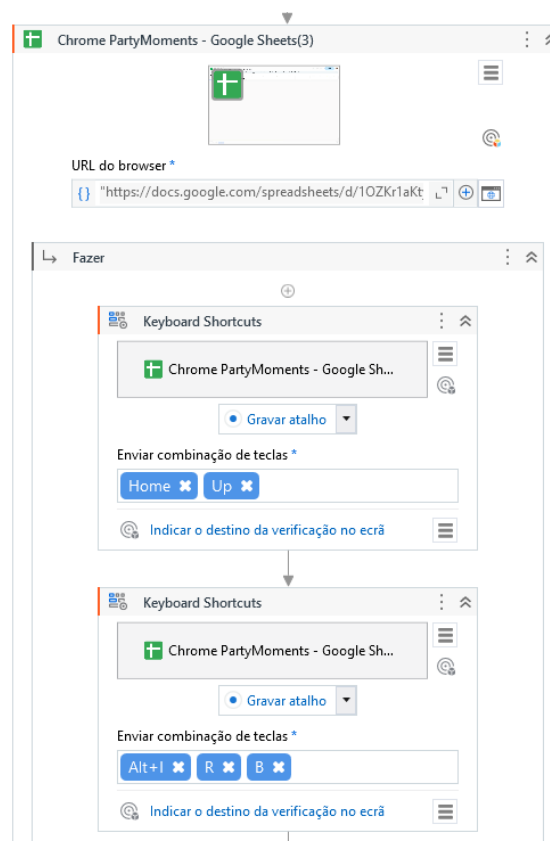 Chrome PartyMoments - Google Sheets(3)
URL do browser *
{} "https://docs.google.com/spreadsheets/d/1OZKr1aKt
Fazer
Keyboard Shortcuts
Chrome PartyMoments - Google Sh...
Gravar atalho
Enviar combinação de teclas *
Home Up
Indicar o destino da verificação no ecrã
Keyboard Shortcuts
Chrome PartyMoments - Google Sh...
Gravar atalho
Enviar combinação de teclas *
Alt+I R B
Indicar o destino da verificação no ecrã